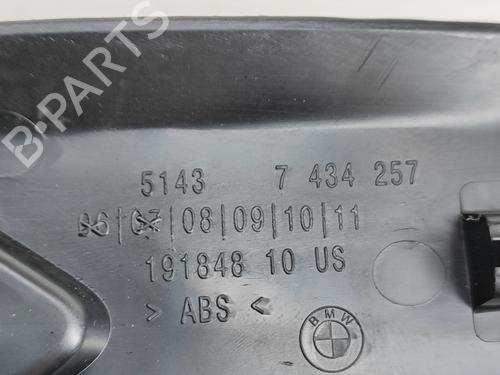 B-PARTS
5143 7 434 257
06|07|08|09|10|11
191848 10 US
> ABS <
BMW